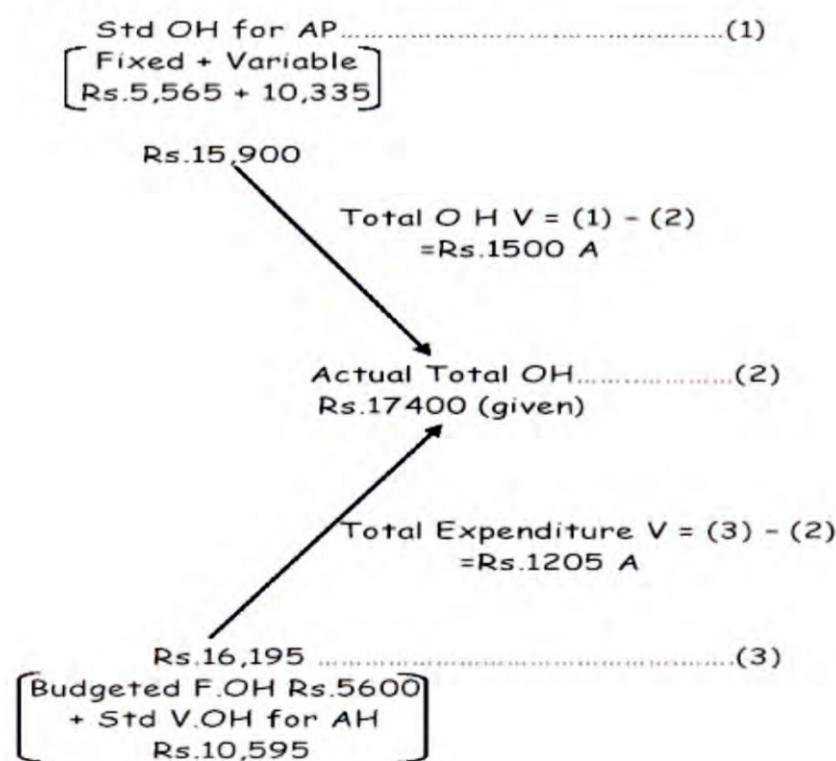 Std OH for AP................................................(1)
Fixed + Variable
Rs.5,565 + 10,335
Rs.15,900
Total O H V = (1) - (2)
=Rs.1500 A
Actual Total OH....................(2)
Rs.17400 (given)
Total Expenditure V = (3) - (2)
=Rs.1205 A
Rs.16,195 ....................................................(3)
Budgeted F.OH Rs.5600
+ Std V.OH for AH
Rs.10,595